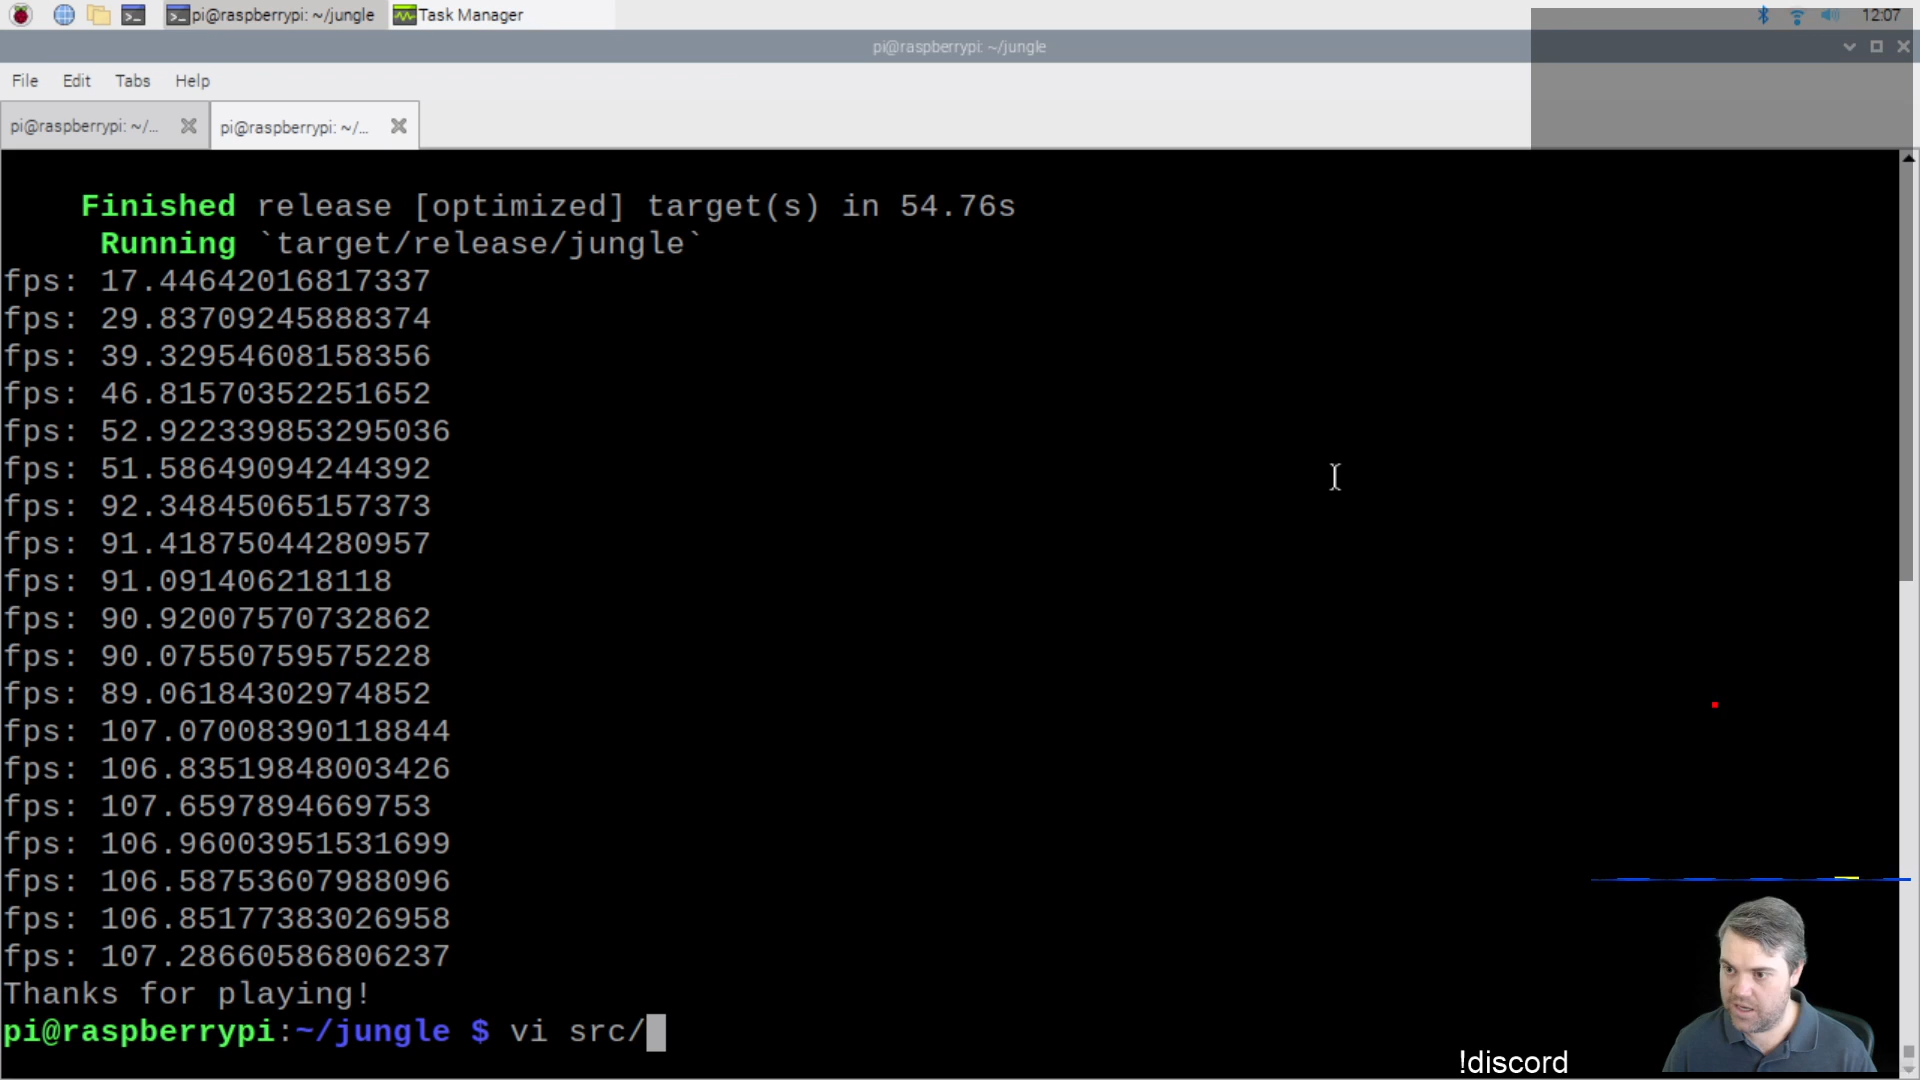 pi@raspberrypi: ~/jungle
Task Manager
12:07
pi@raspberrypi: ~/jungle
File Edit Tabs Help
pi@raspberrypi: ~/...
pi@raspberrypi: ~/...
Finished release [optimized] target(s) in 54.76s
Running `target/release/jungle`
fps: 17.44642016817337
fps: 29.83709245888374
fps: 39.32954608158356
fps: 46.81570352251652
fps: 52.922339853295036
fps: 51.58649094244392
fps: 92.34845065157373
fps: 91.41875044280957
fps: 91.091406218118
fps: 90.92007570732862
fps: 90.07550759575228
fps: 89.06184302974852
fps: 107.07008390118844
fps: 106.83519848003426
fps: 107.6597894669753
fps: 106.96003951531699
fps: 106.58753607988096
fps: 106.85177383026958
fps: 107.28660586806237
Thanks for playing!
pi@raspberrypi:~/jungle $ vi src/
!discord